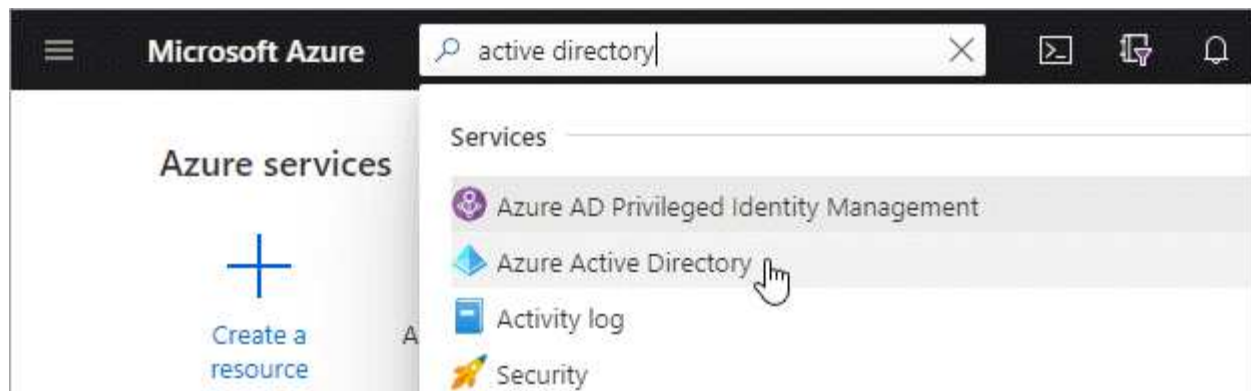 Microsoft Azure
active directory
Services
Azure services
Azure AD Privileged Identity Management
Azure Active Directory
Activity log
Create a
resource
A
Security